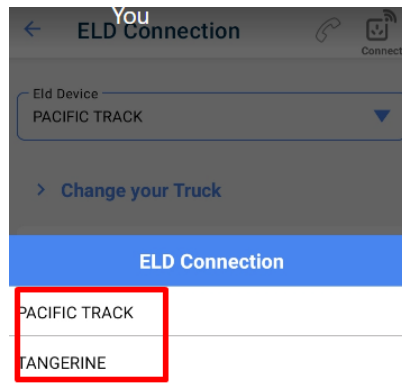 You
ELD Connection
Connect
Eld Device
PACIFIC TRACK
Change your Truck
ELD Connection
PACIFIC TRACK
TANGERINE